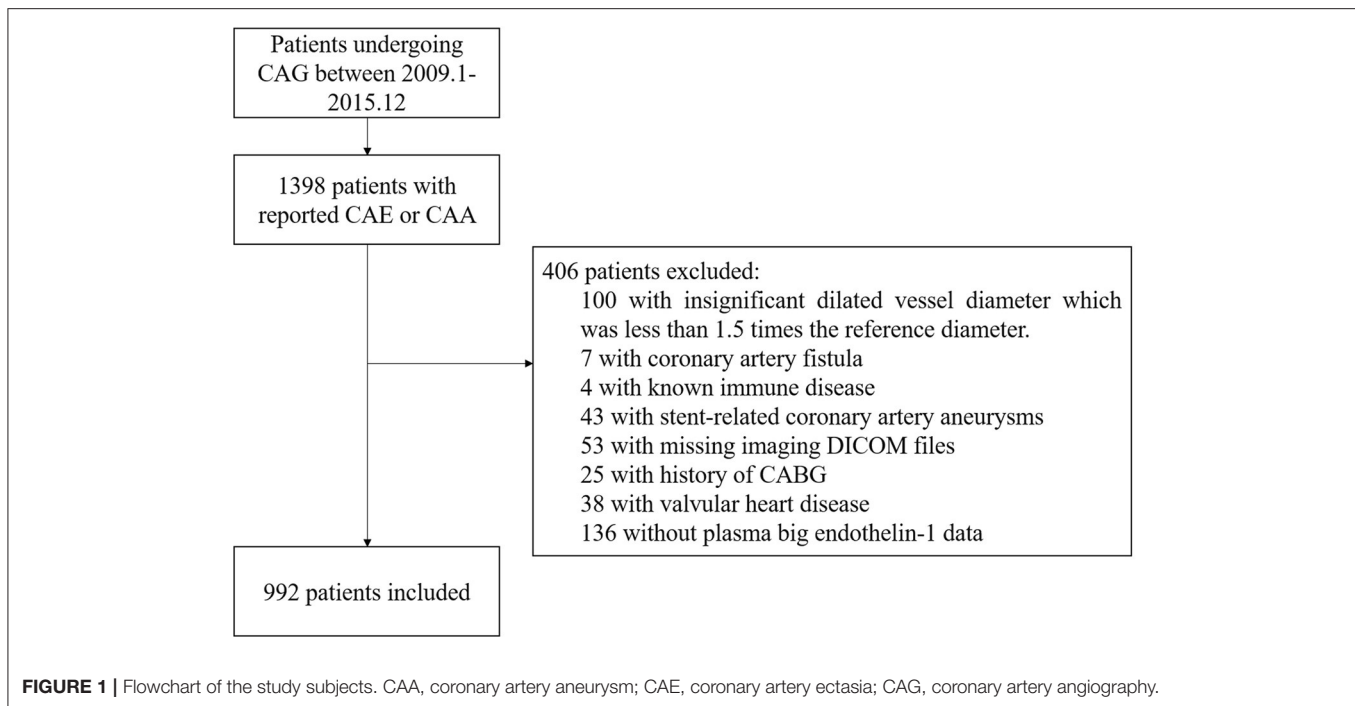 Patients undergoing
CAG between 2009.1-
2015.12
1398 patients with
reported CAE or CAA
406 patients excluded:
100 with insignificant dilated vessel diameter which
was less than 1.5 times the reference diameter.
7 with coronary artery fistula
4 with known immune disease
43 with stent-related coronary artery aneurysms
53 with missing imaging DICOM files
25 with history of CABG
38 with valvular heart disease
136 without plasma big endothelin-1 data
992 patients included
FIGURE 1 | Flowchart of the study subjects. CAA, coronary artery aneurysm; CAE, coronary artery ectasia; CAG, coronary artery angiography.